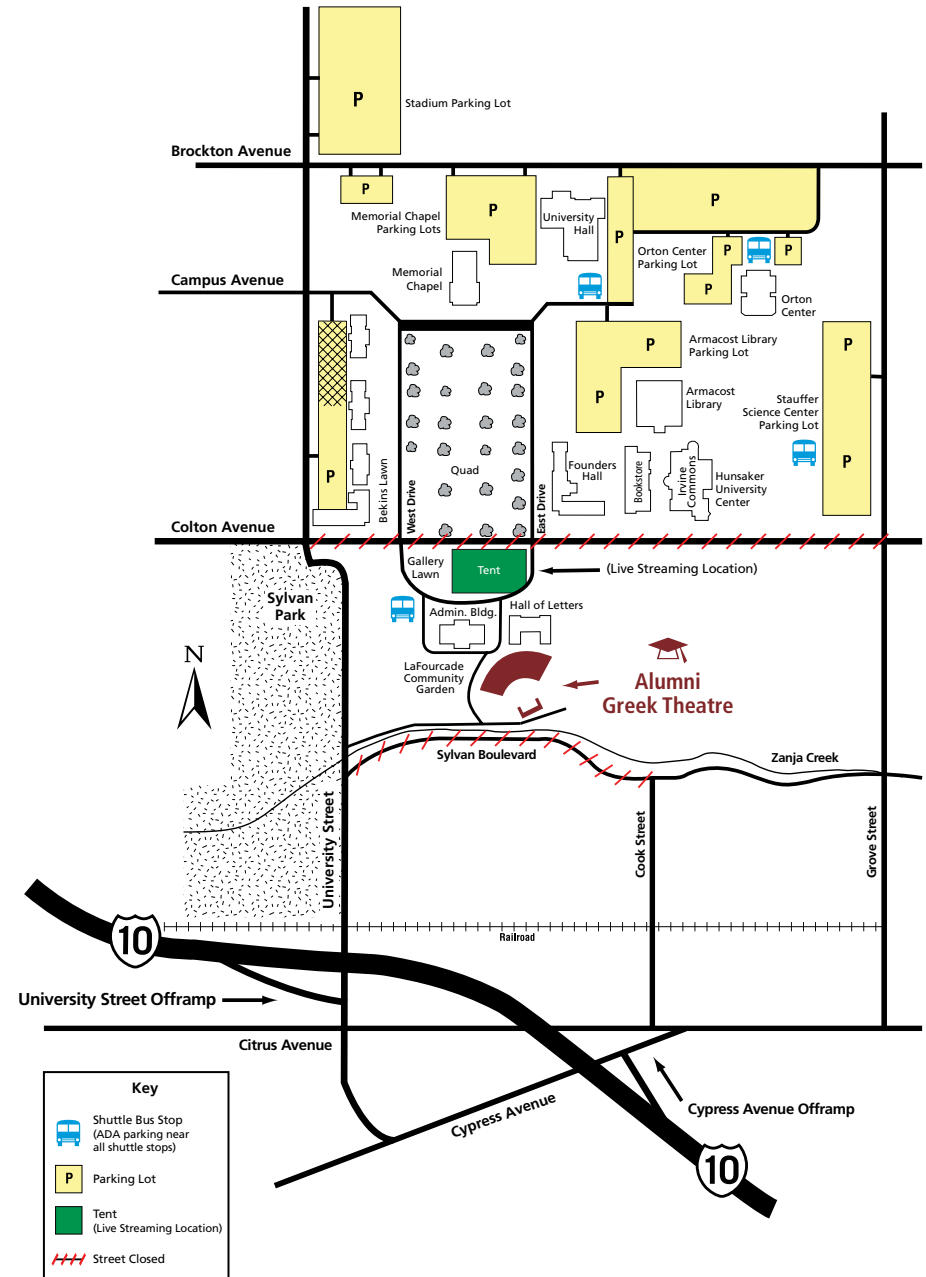 P
Stadium Parking Lot
Brockton Avenue
P
P
P
P
Memorial Chapel
Parking Lots
University
Hall
Orton Center
Parking Lot
P
P
P
Memorial
Chapel
Campus Avenue
Orton
Center
P
Armacost Library
Parking Lot
P
P
Armacost
Library
Stauffer
Science Center
Parking Lot
P
P
Bekins Lawn
West Drive
Quad
East Drive
Founders
Hall
Bookstore
Irvine
Commons
Hunsaker
University
Center
Colton Avenue
Gallery
Lawn
Tent
(Live Streaming Location)
Sylvan
Park
Admin. Bldg.
Hall of Letters
N
LaFourcade
Community
Garden
Alumni
Greek Theatre
Sylvan Boulevard
Zanja Creek
University Street
Cook Street
Grove Street
10
Railroad
University Street Offramp
Citrus Avenue
Cypress Avenue
Cypress Avenue Offramp
10
Key
Shuttle Bus Stop
(ADA parking near
all shuttle stops)
P
Parking Lot
Tent
(Live Streaming Location)
Street Closed